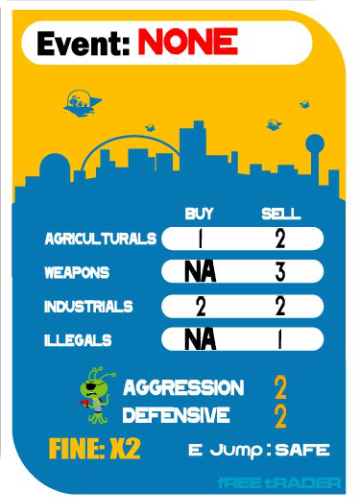 Event: NONE
BUY SELL
AGRICULTURALS 1 2
WEAPONS NA 3
INDUSTRIALS 2 2
ILLEGALS NA 1
AGGRESSION 2
DEFENSIVE 2
FINE: X2 E Jump: SAFE
FREE tRADER